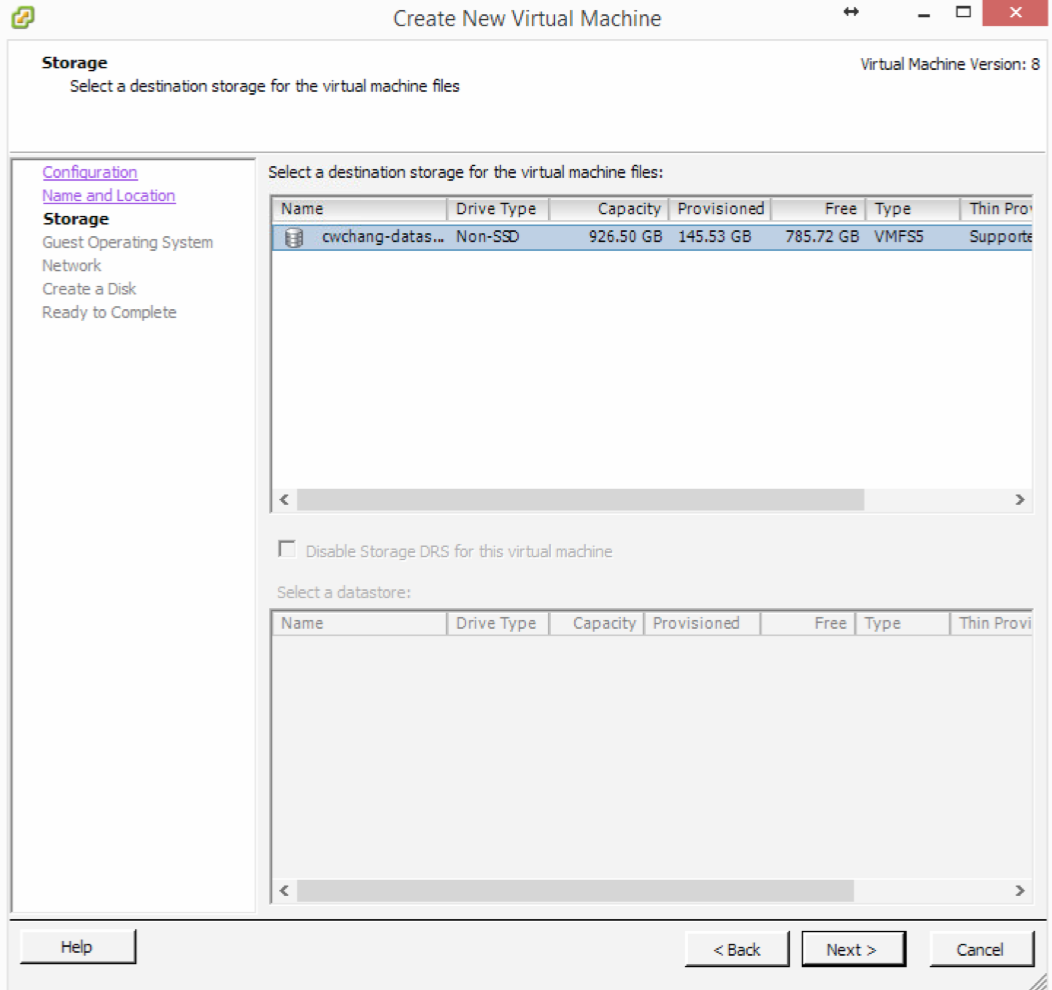 Create New Virtual Machine
Storage
Virtual Machine Version: 8
Select a destination storage for the virtual machine files
Configuration
Name and Location
Storage
Guest Operating System
Network
Create a Disk
Ready to Complete
Select a destination storage for the virtual machine files:
Name Drive Type Capacity Provisioned Free Type Thin Prov
cwchang-datas... Non-SSD 926.50 GB 145.53 GB 785.72 GB VMFS5 Supporte
Disable Storage DRS for this virtual machine
Select a datastore:
Name Drive Type Capacity Provisioned Free Type Thin Provi
Help < Back Next > Cancel